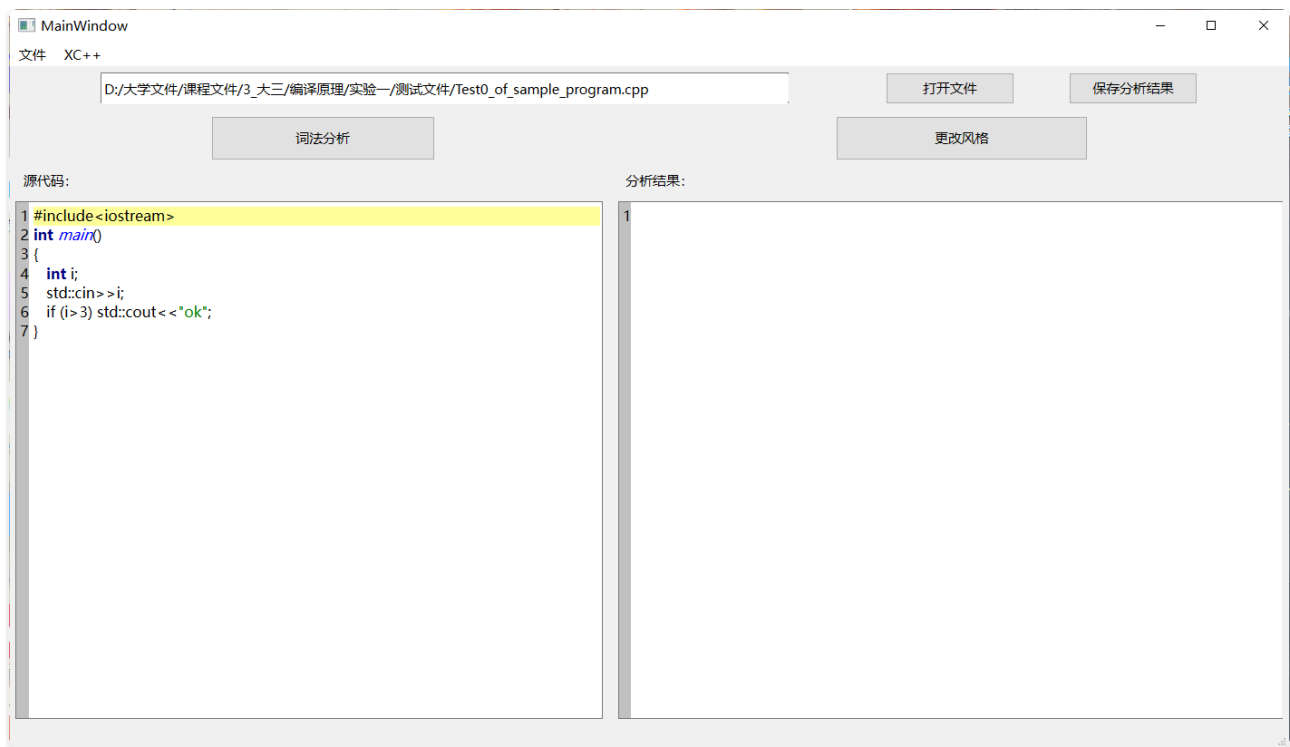 MainWindow
文件 XC++
D:/大学文件/课程文件/3_大三/编译原理/实验一/测试文件/Test0_of_sample_program.cpp 打开文件 保存分析结果
词法分析 更改风格
源代码: 分析结果:
1 #include<iostream>
2 int main()
3 {
4 int i;
5 std::cin>>i;
6 if (i>3) std::cout<<"ok";
7 }
1